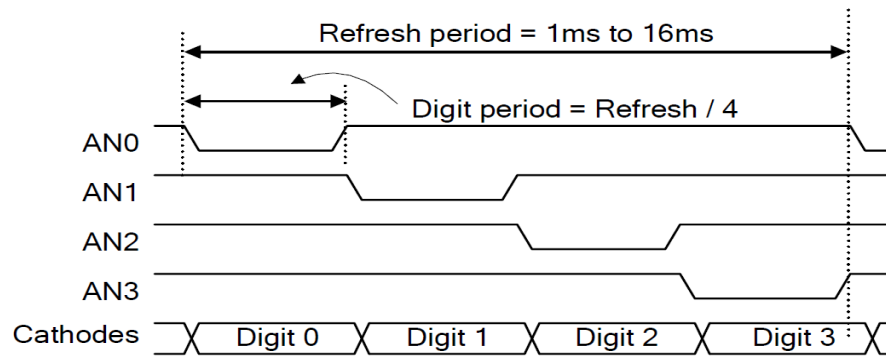 Refresh period = 1ms to 16ms
Digit period = Refresh / 4
AN0
AN1
AN2
AN3
Cathodes Digit 0 Digit 1 Digit 2 Digit 3